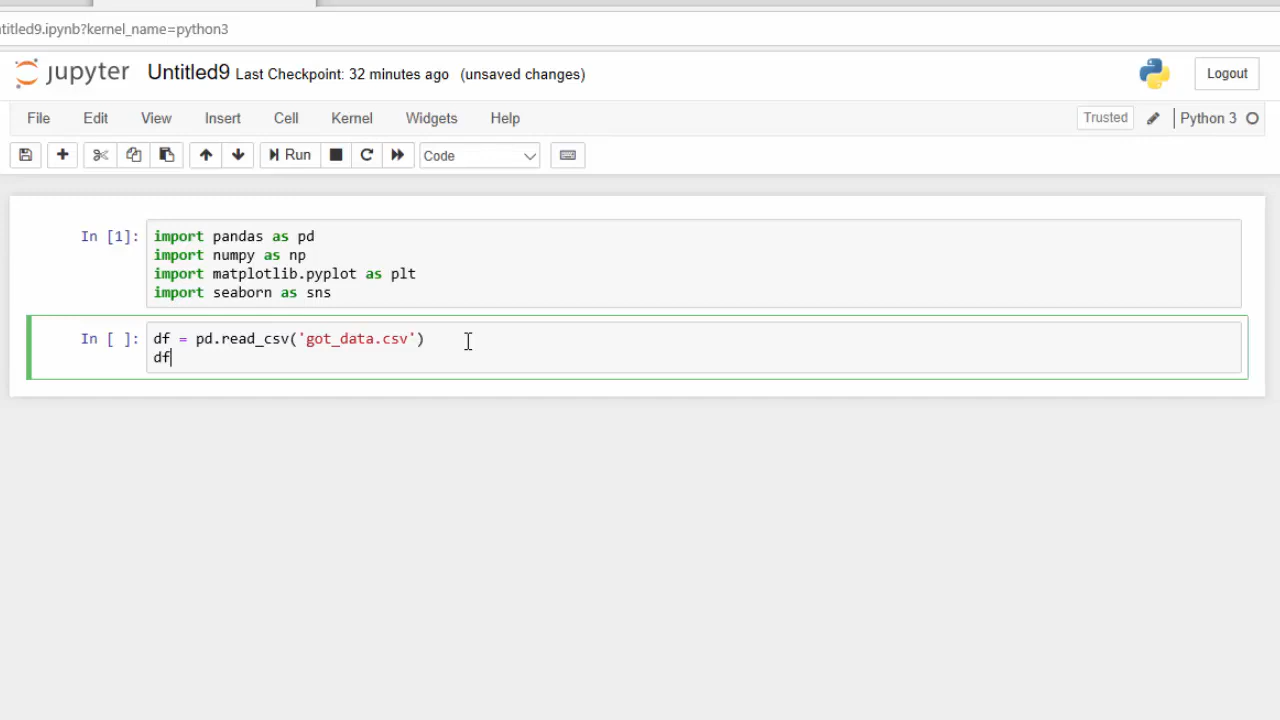 ntitled9.ipynb?kernel_name=python3
jupyter Untitled9 Last Checkpoint: 32 minutes ago (unsaved changes)
Logout
File Edit View Insert Cell Kernel Widgets Help
Trusted Python 3
Run Code
In [1]: import pandas as pd
import numpy as np
import matplotlib.pyplot as plt
import seaborn as sns
In [ ]: df = pd.read_csv('got_data.csv')
df